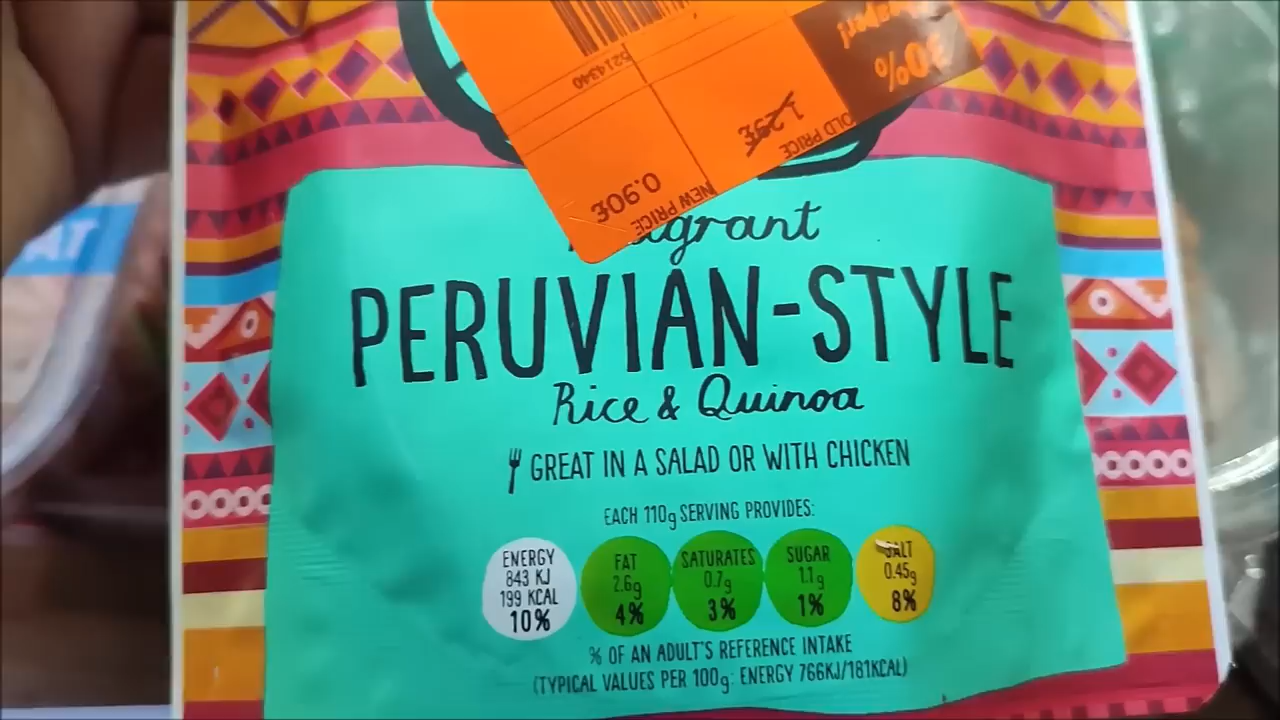 30%
5214340
OLD PRICE
1.29£
NEW PRICE
0.90£
PERUVIAN-STYLE
Rice & Quinoa
GREAT IN A SALAD OR WITH CHICKEN
EACH 110g SERVING PROVIDES:
ENERGY
843 KJ
199 KCAL
10%
FAT
2.6g
4%
SATURATES
0.7g
3%
SUGAR
1.1g
1%
SALT
0.45g
8%
% OF AN ADULT'S REFERENCE INTAKE
(TYPICAL VALUES PER 100g: ENERGY 766KJ/181KCAL)